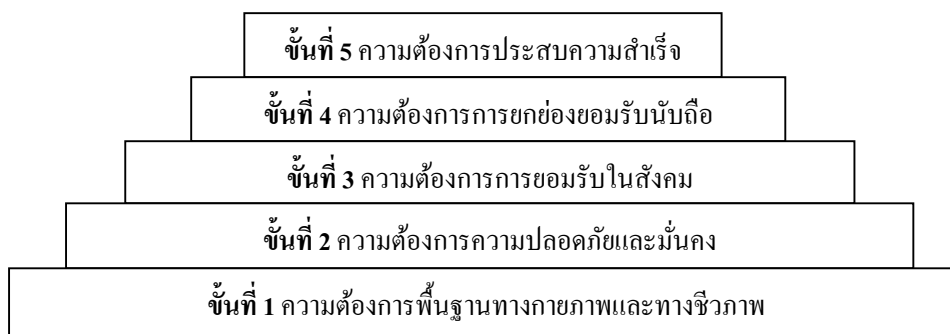 ขั้นที่ 5 ความต้องการประสบความสำเร็จ
ขั้นที่ 4 ความต้องการการยกย่องยอมรับนับถือ
ขั้นที่ 3 ความต้องการการยอมรับในสังคม
ขั้นที่ 2 ความต้องการความปลอดภัยและมั่นคง
ขั้นที่ 1 ความต้องการพื้นฐานทางกายภาพและทางชีวภาพ